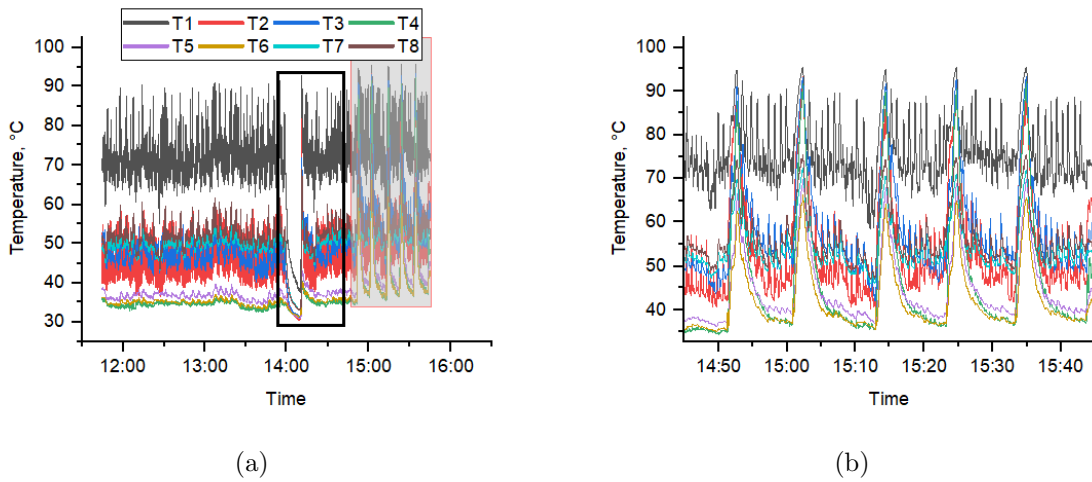 T1 T2 T3 T4
T5 T6 T7 T8
100
90
80
70
60
50
40
30
Temperature, °C
12:00 13:00 14:00 15:00 16:00
Time
(a)
100
90
80
70
60
50
40
Temperature, °C
14:50 15:00 15:10 15:20 15:30 15:40
Time
(b)